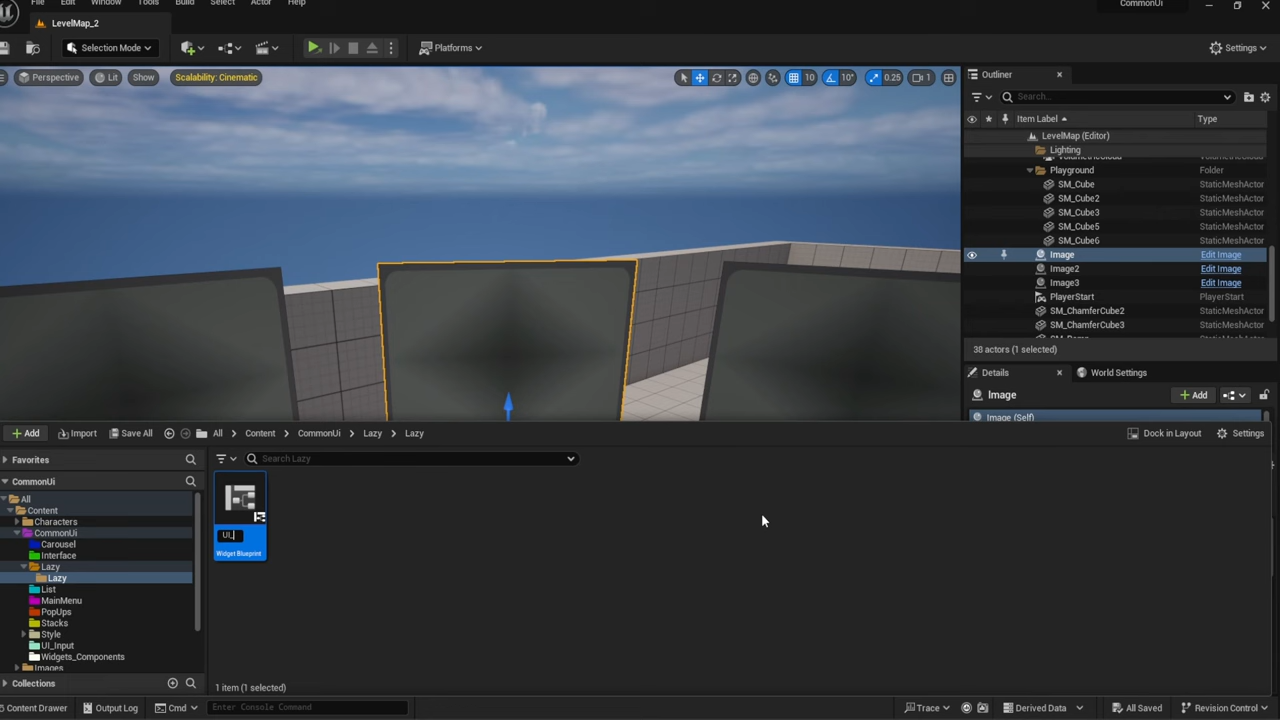 File Edit Window Tools Build Select Actor Help
CommonUi
LevelMap_2
Selection Mode
Platforms
Settings
Perspective Lit Show Scalability: Cinematic
10 10° 0.25 1
Outliner
Search...
Item Label Type
LevelMap (Editor)
Lighting
Playground Folder
SM_Cube StaticMeshActor
SM_Cube2 StaticMeshActor
SM_Cube3 StaticMeshActor
SM_Cube5 StaticMeshActor
SM_Cube6 StaticMeshActor
Image Edit Image
Image2 Edit Image
Image3 Edit Image
PlayerStart PlayerStart
SM_ChamferCube2 StaticMeshActor
SM_ChamferCube3 StaticMeshActor
38 actors (1 selected)
Details World Settings
Image Add
Image (Self)
Add Import Save All All Content CommonUi Lazy Lazy Dock in Layout Settings
Favorites
Search Lazy
CommonUi
All
Content
Characters
CommonUi
Carousel
Interface
Lazy
Lazy
List
MainMenu
PopUps
Stacks
Style
UI_Input
Widgets_Components
Images
UI_
Widget Blueprint
Collections
1 item (1 selected)
Content Drawer Output Log Cmd Enter Console Command Trace Derived Data All Saved Revision Control